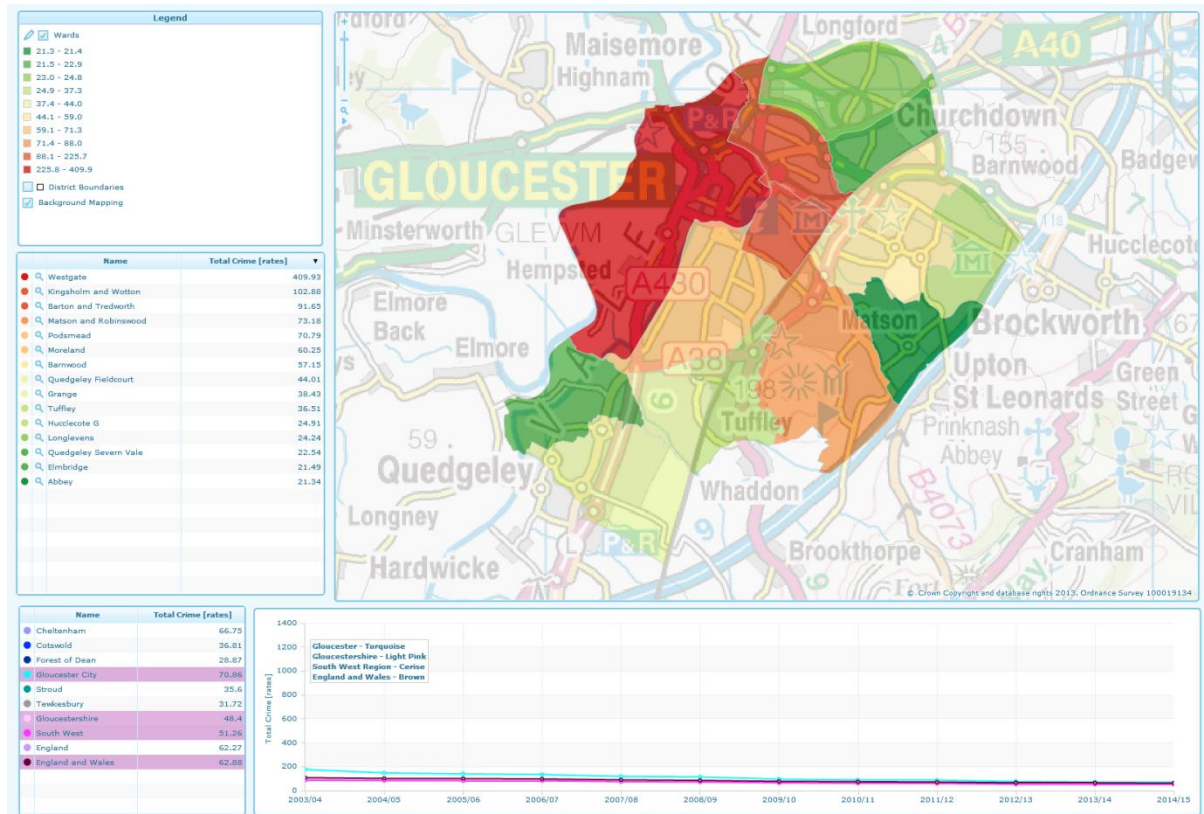 Legend
Wards
21.3 - 21.4
21.5 - 22.9
23.0 - 24.8
24.9 - 37.3
37.4 - 44.0
44.1 - 59.0
59.1 - 71.3
71.4 - 88.0
88.1 - 225.7
225.8 - 409.9
District Boundaries
Background Mapping
Name Total Crime [rates]
Westgate 409.93
Kingsholm and Wotton 102.88
Barton and Tredworth 91.65
Matson and Robinswood 73.18
Podsmead 70.79
Moreland 60.25
Barnwood 57.15
Quedgeley Fieldcourt 44.01
Grange 38.43
Tuffley 36.51
Hucclecote G 24.91
Longlevens 24.24
Quedgeley Severn Vale 22.54
Elmbridge 21.49
Abbey 21.34
Longford
Maisemore
A40
Highnam
P&R
Churchdown
155
Barnwood
Badgew
GLOUCESTER
11a
Minsterworth
GLEVVM
Hucclecot
Hempsted
A430
Elmore
Back
Matson
Brockworth
Elmore
A38
Upton
St Leonards
Green
Street
198
Tuffley
59
6
Prinknash
Abbey
Quedgeley
Whaddon
B4073
Longney
9
P&R
Brookthorpe
Cranham
Hardwicke
6
Fort
© Crown Copyright and database rights 2013. Ordnance Survey 100019134
Name Total Crime [rates]
Cheltenham 66.75
Cotswold 36.81
Forest of Dean 28.87
Gloucester City 70.86
Stroud 35.6
Tewkesbury 31.72
Gloucestershire 48.4
South West 51.26
England 62.27
England and Wales 62.88
Gloucester - Turquoise
Gloucestershire - Light Pink
South West Region - Cerise
England and Wales - Brown
Total Crime [rates]
1400
1200
1000
800
600
400
200
0
2003/04 2004/05 2005/06 2006/07 2007/08 2008/09 2009/10 2010/11 2011/12 2012/13 2013/14 2014/15